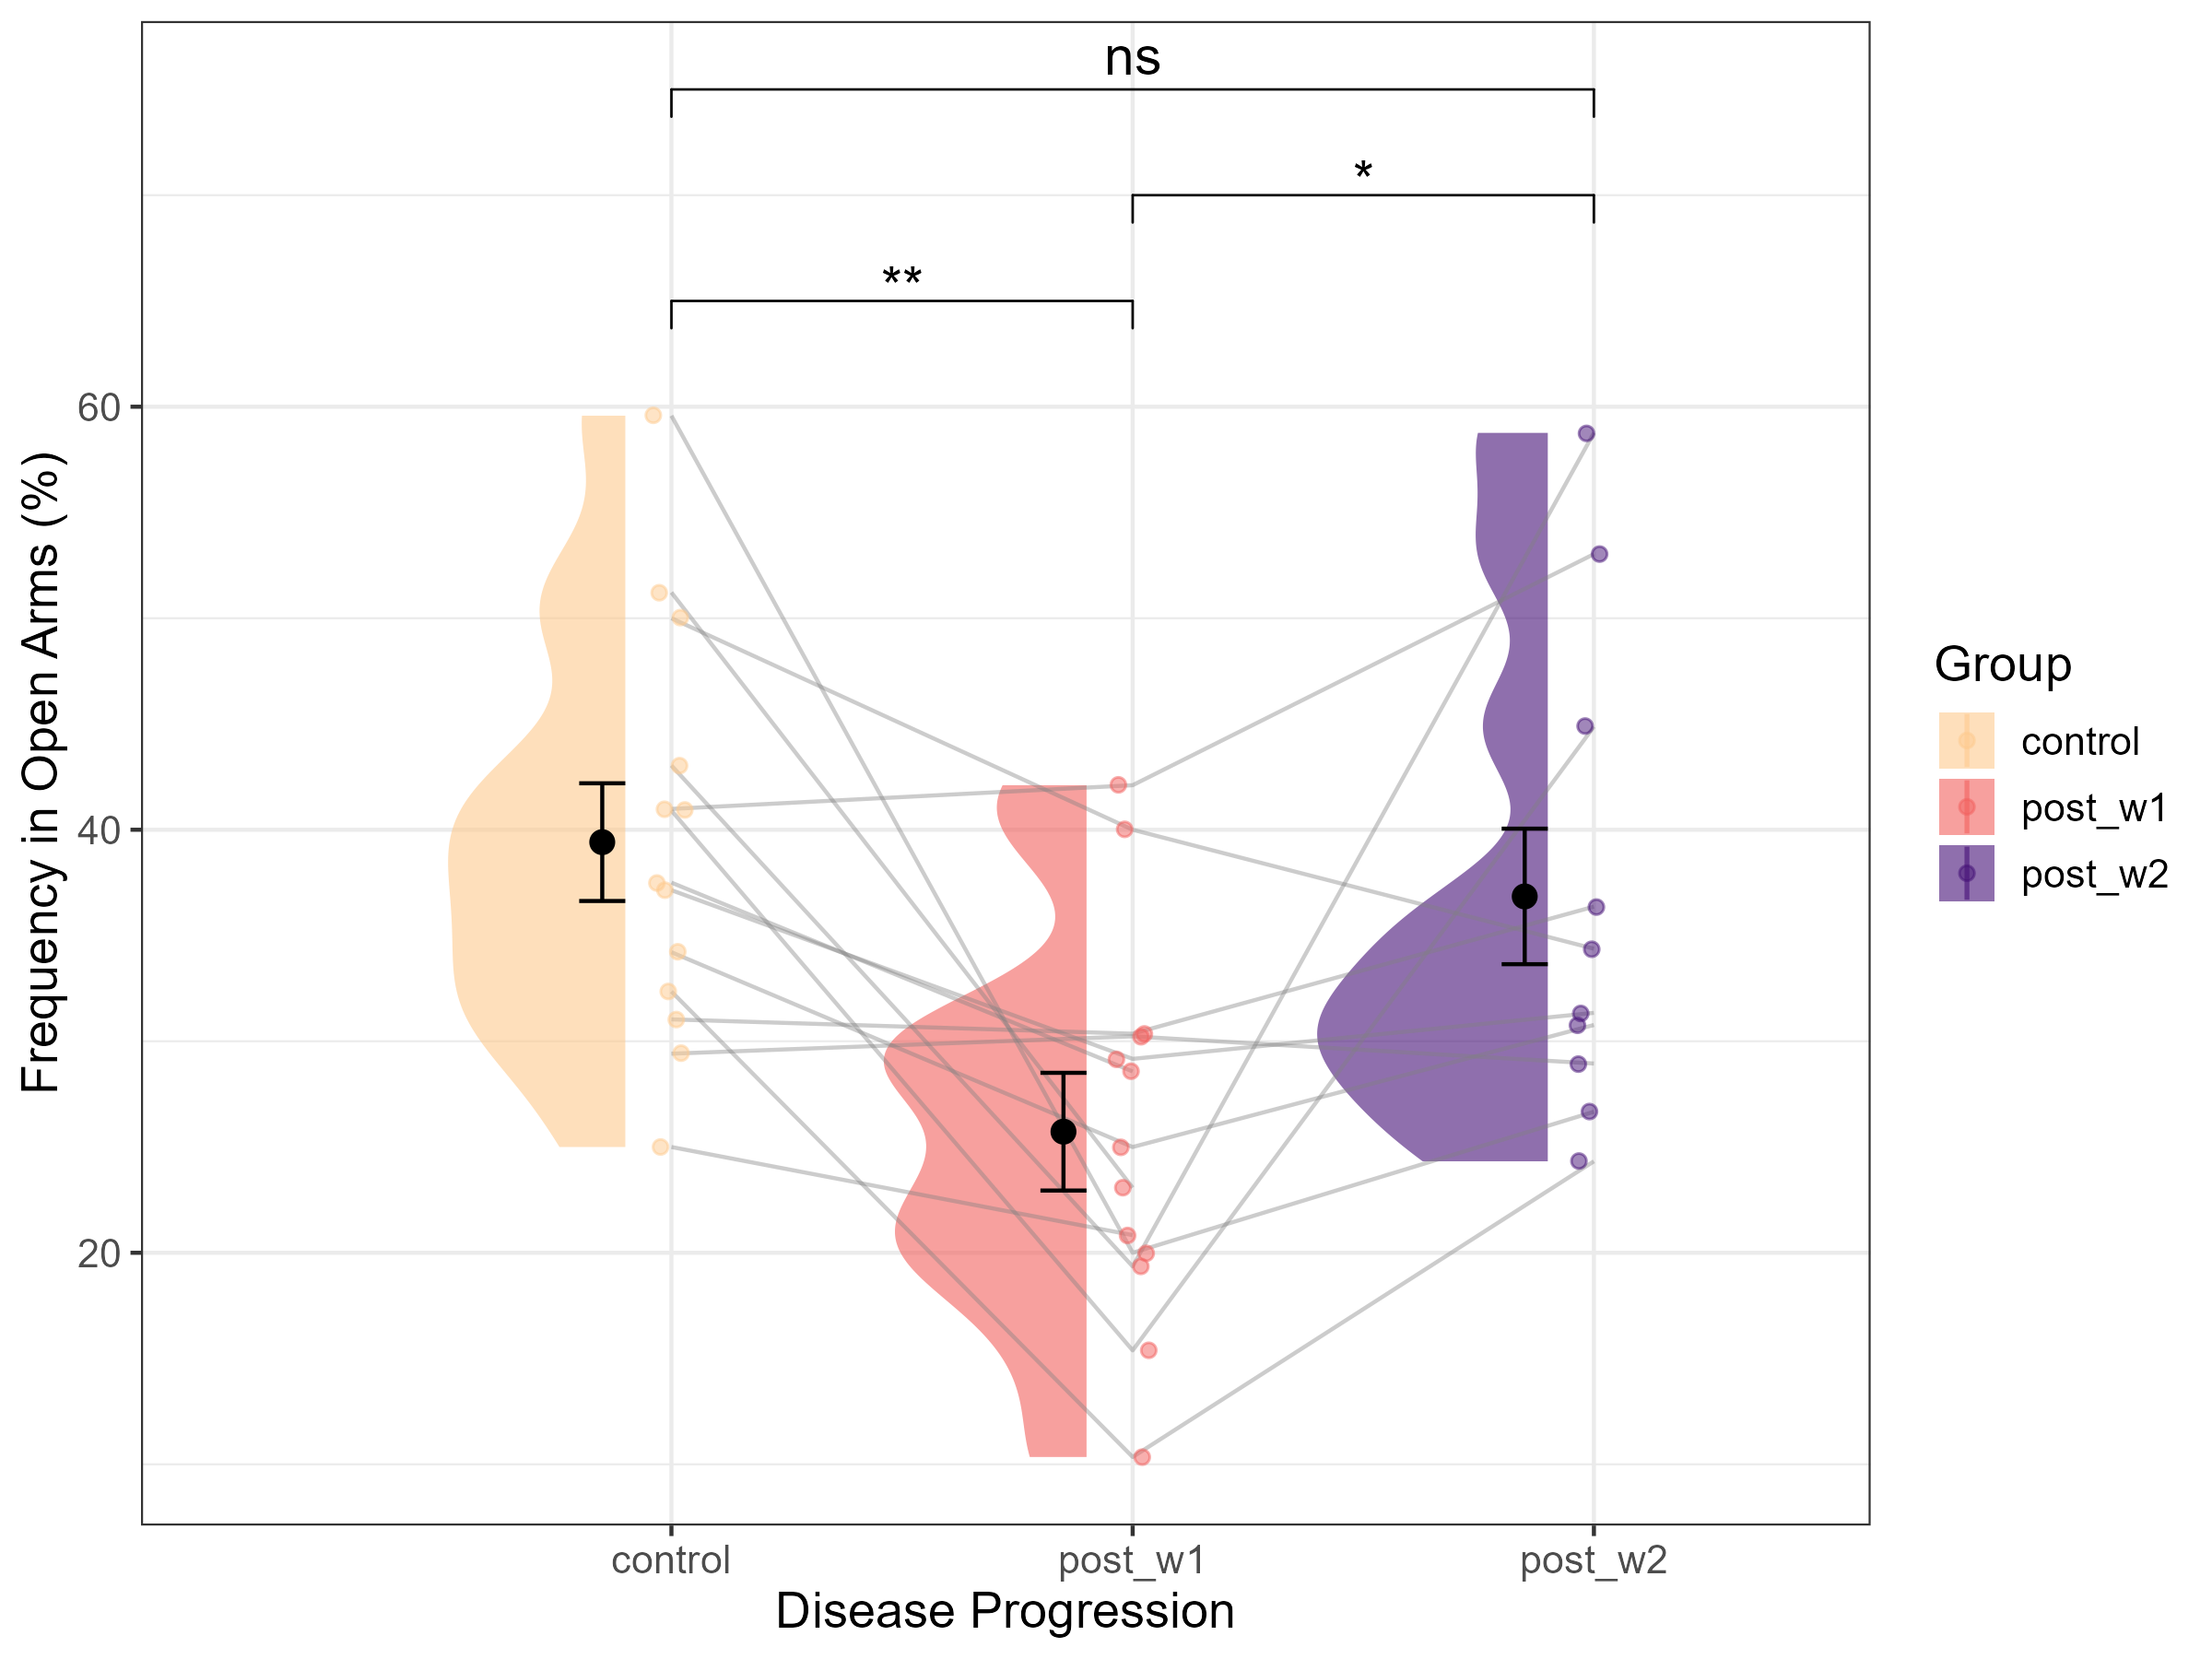 ns
*
**
60
40
20
Frequency in Open Arms (%)
control
post_w1
post_w2
Disease Progression
Group
control
post_w1
post_w2